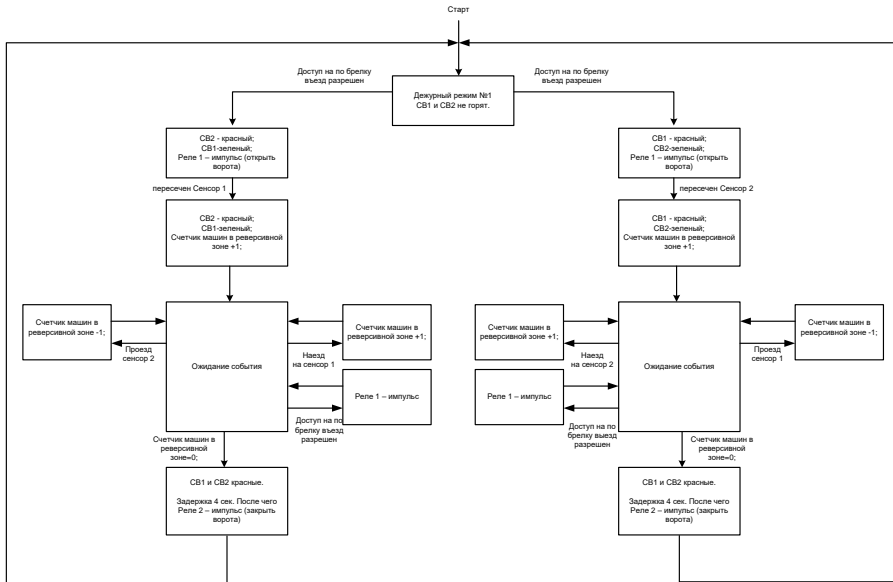 Старт
Доступ на по брелку
въезд разрешен
Доступ на по брелку
въезд разрешен
Дежурный режим №1
СВ1 и СВ2 не горят.
СВ2 - красный;
СВ1-зеленый;
Реле 1 – импульс (открыть
ворота)
СВ1 - красный;
СВ2-зеленый;
Реле 1 – импульс (открыть
ворота)
пересечен Сенсор 1
пересечен Сенсор 2
СВ2 - красный;
СВ1-зеленый;
Счетчик машин в реверсивной
зоне +1;
СВ1 - красный;
СВ2-зеленый;
Счетчик машин в реверсивной
зоне +1;
Счетчик машин в
реверсивной зоне -1;
Проезд
сенсор 2
Ожидание события
Счетчик машин в
реверсивной зоне +1;
Наезд
на сенсор 1
Реле 1 – импульс
Доступ на по
брелку въезд
разрешен
Счетчик машин в
реверсивной зоне +1;
Наезд
на сенсор 2
Реле 1 – импульс
Доступ на по
брелку выезд
разрешен
Ожидание события
Счетчик машин в
реверсивной зоне -1;
Проезд
сенсор 1
Счетчик машин в
реверсивной
зоне=0;
Счетчик машин в
реверсивной
зоне=0;
СВ1 и СВ2 красные.
Задержка 4 сек. После чего
Реле 2 – импульс (закрыть
ворота)
СВ1 и СВ2 красные.
Задержка 4 сек. После чего
Реле 2 – импульс (закрыть
ворота)